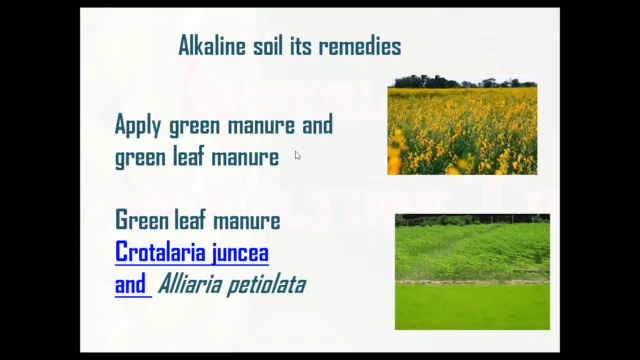 Alkaline soil its remedies
Apply green manure and
green leaf manure
Green leaf manure
Crotalaria juncea
and Alliaria petiolata